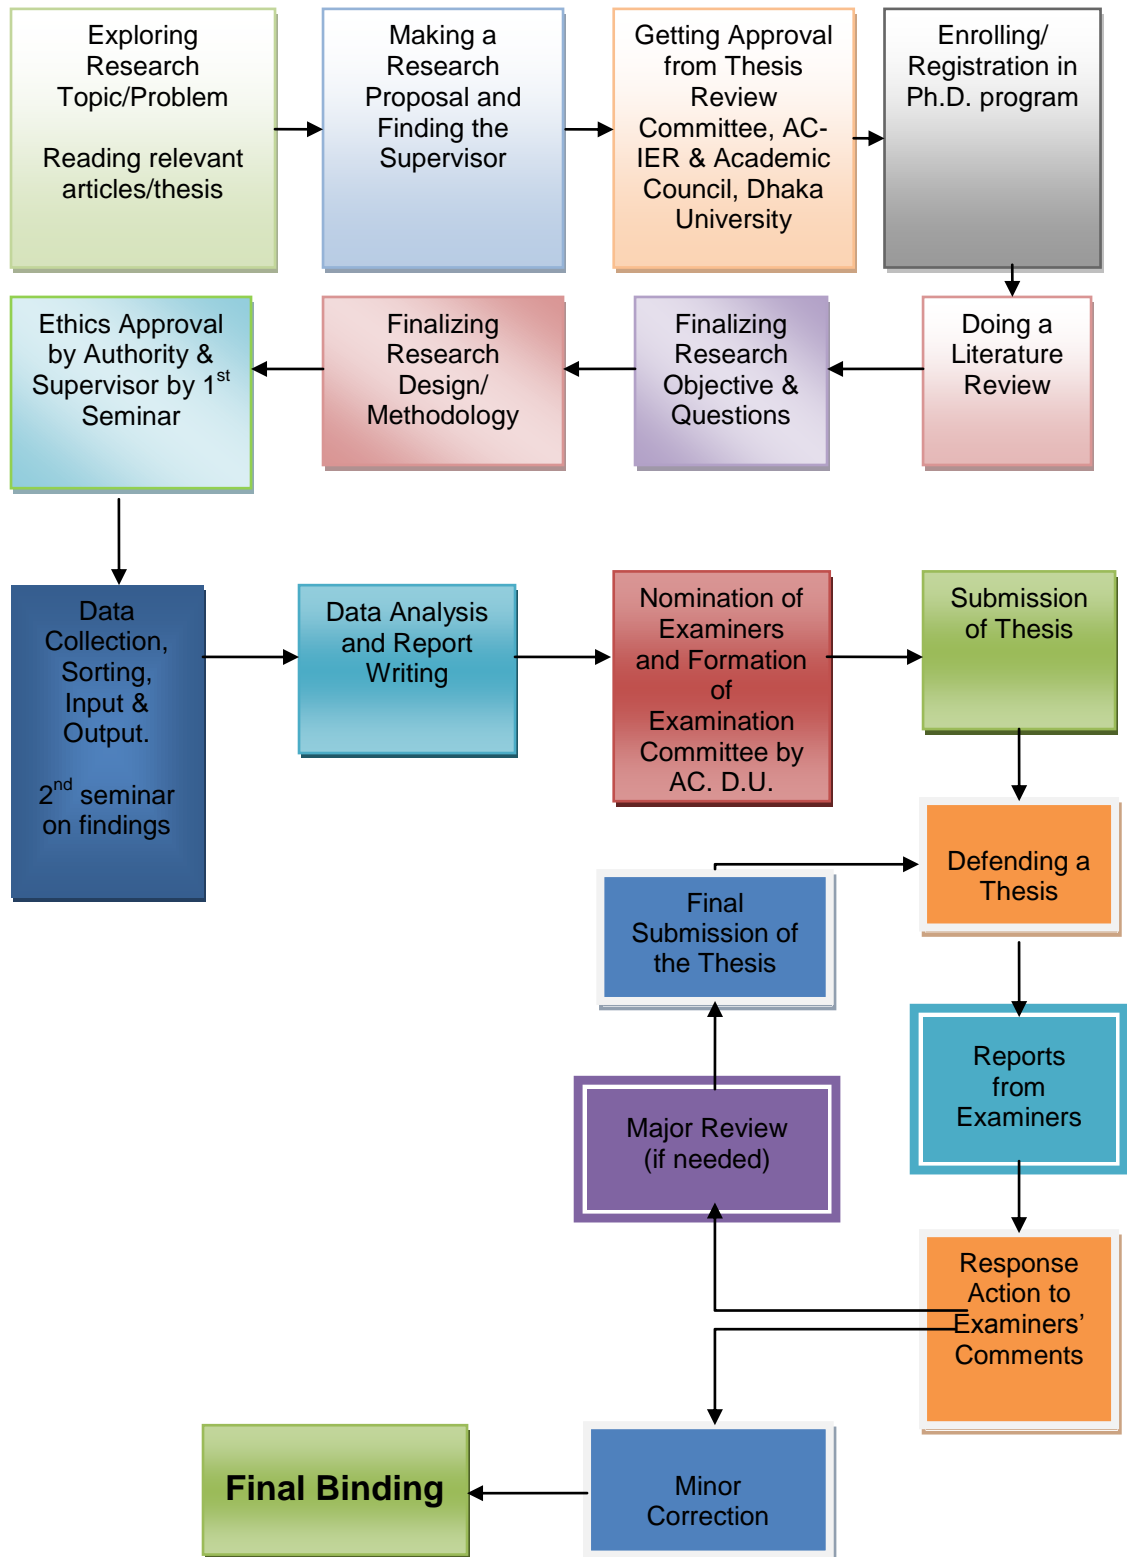 Exploring
Research
Topic/Problem
Reading relevant
articles/thesis
Making a
Research
Proposal and
Finding the
Supervisor
Getting Approval
from Thesis
Review
Committee, AC-
IER & Academic
Council, Dhaka
University
Enrolling/
Registration in
Ph.D. program
Ethics Approval
by Authority &
Supervisor by 1st
Seminar
Finalizing
Research
Design/
Methodology
Finalizing
Research
Objective &
Questions
Doing a
Literature
Review
Data
Collection,
Sorting,
Input &
Output.
2nd seminar
on findings
Data Analysis
and Report
Writing
Nomination of
Examiners
and Formation
of
Examination
Committee by
AC. D.U.
Submission
of Thesis
Defending a
Thesis
Final
Submission of
the Thesis
Reports
from
Examiners
Major Review
(if needed)
Response
Action to
Examiners’
Comments
Minor
Correction
Final Binding